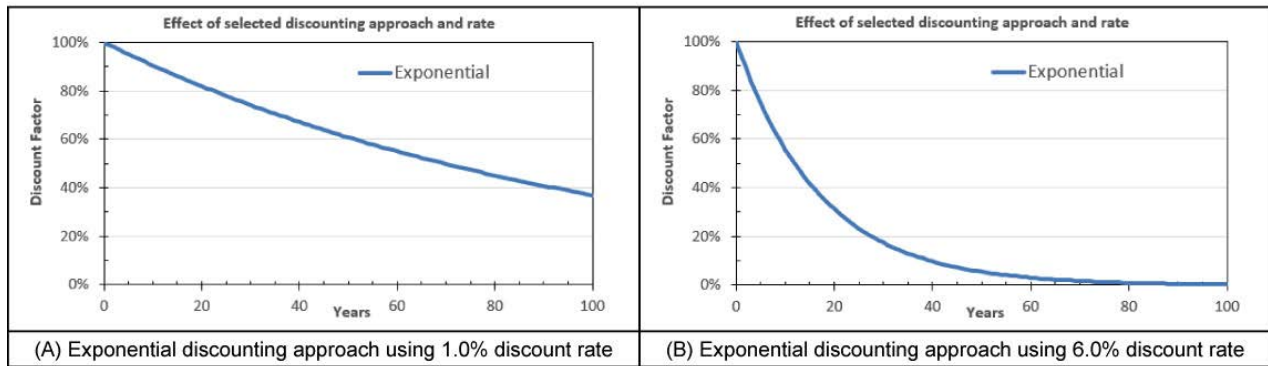 Effect of selected discounting approach and rate
100%
80%
60%
40%
20%
0%
Discount Factor
Exponential
0
20
40
60
80
100
Years
(A) Exponential discounting approach using 1.0% discount rate
Effect of selected discounting approach and rate
100%
80%
60%
40%
20%
0%
Discount Factor
Exponential
0
20
40
60
80
100
Years
(B) Exponential discounting approach using 6.0% discount rate